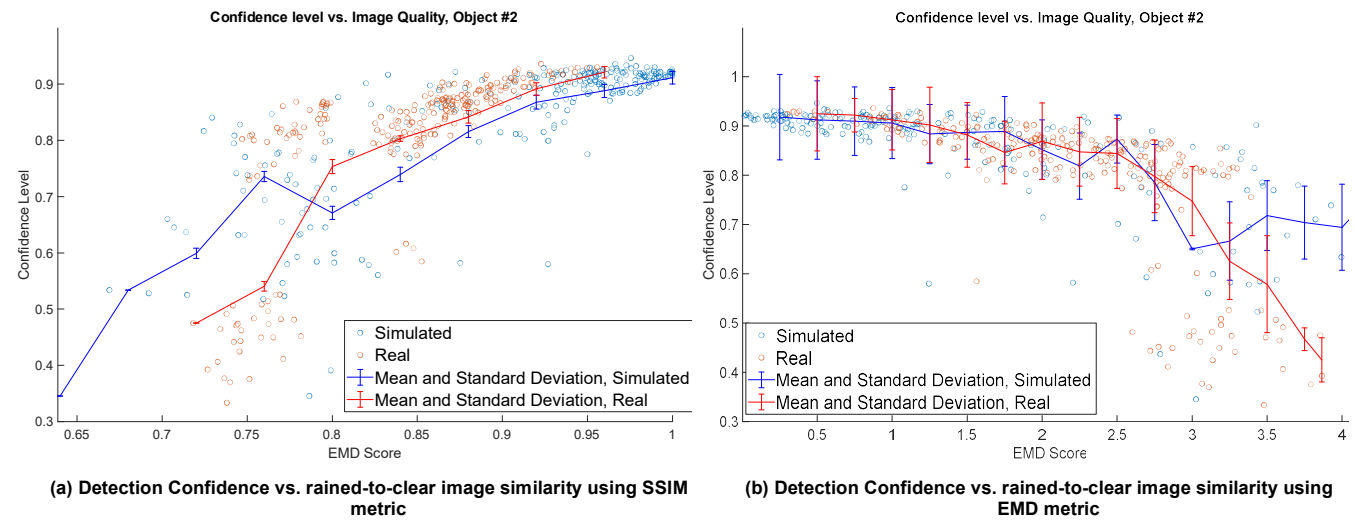 Confidence level vs. Image Quality, Object #2
Confidence Level
0.9
0.8
0.7
0.6
0.5
0.4
0.3
0.65 0.7 0.75 0.8 0.85 0.9 0.95 1
EMD Score
Simulated
Real
Mean and Standard Deviation, Simulated
Mean and Standard Deviation, Real
(a) Detection Confidence vs. rained-to-clear image similarity using SSIM
metric
Confidence level vs. Image Quality, Object #2
Confidence Level
1
0.9
0.8
0.7
0.6
0.5
0.4
0.3
0.5 1 1.5 2 2.5 3 3.5 4
EMD Score
Simulated
Real
Mean and Standard Deviation, Simulated
Mean and Standard Deviation, Real
(b) Detection Confidence vs. rained-to-clear image similarity using
EMD metric